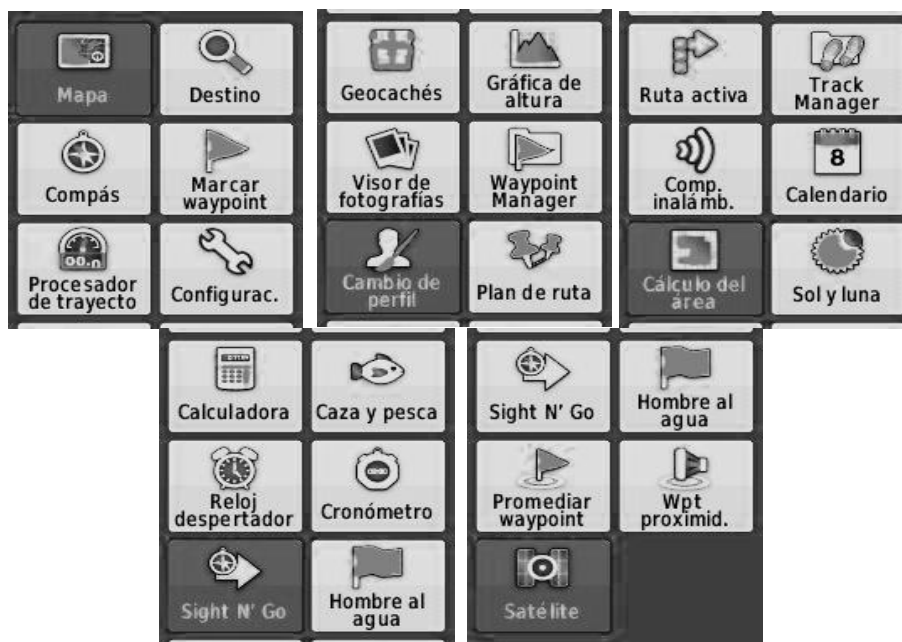 Mapa
Destino
Compás
Marcar
waypoint
00.n
Procesador
de trayecto
Configurac.
Geocachés
Gráfica de
altura
Visor de
fotografías
Waypoint
Manager
Cambio de
perfil
Plan de ruta
Ruta activa
Track
Manager
Comp.
inalámb.
8
Calendario
Cálculo del
área
Sol y luna
Calculadora
Caza y pesca
Reloj
despertador
Cronómetro
Sight N' Go
Hombre al
agua
Sight N' Go
Hombre al
agua
Promediar
waypoint
Wpt
proximid.
Satélite